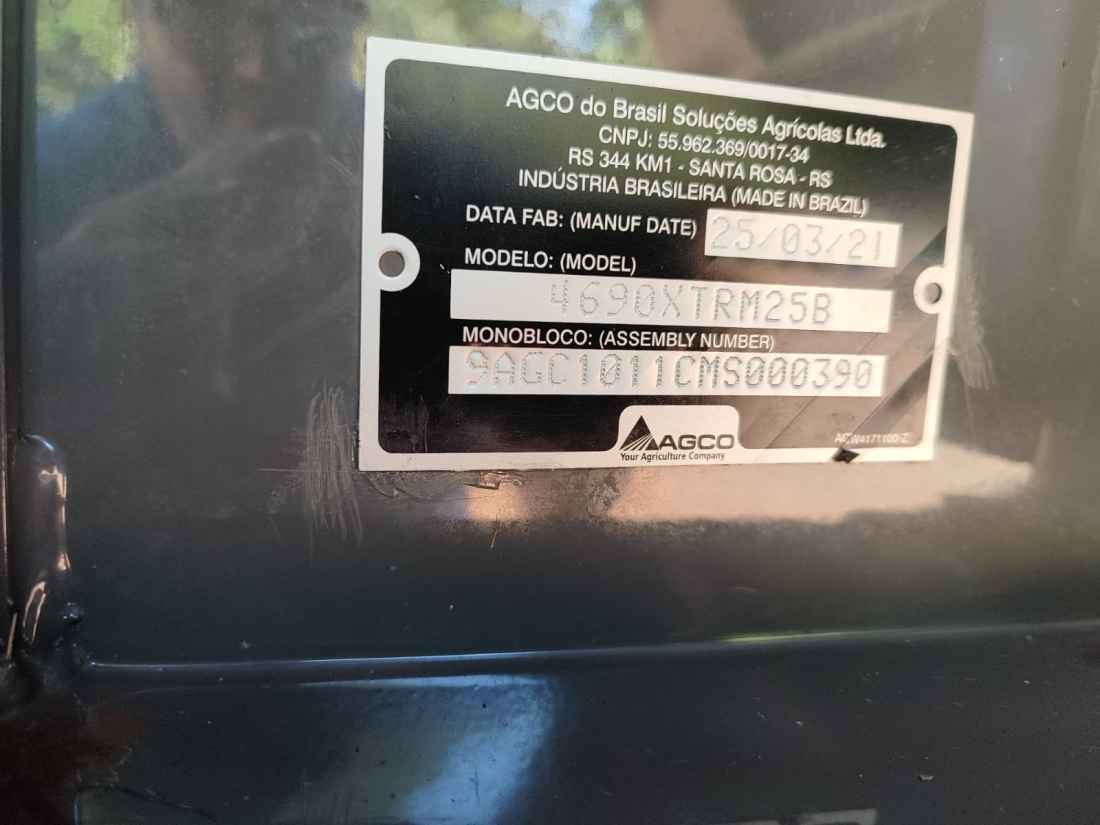 AGCO do Brasil Soluções Agrícolas Ltda.
CNPJ: 55.962.369/0017-34
RS 344 KM1 - SANTA ROSA - RS
INDÚSTRIA BRASILEIRA (MADE IN BRAZIL)
DATA FAB: (MANUF DATE) 25/03/21
MODELO: (MODEL)
4690XTRM25B
MONOBLOCO: (ASSEMBLY NUMBER)
9AGC1011CMS000390
AGCO
Your Agriculture Company